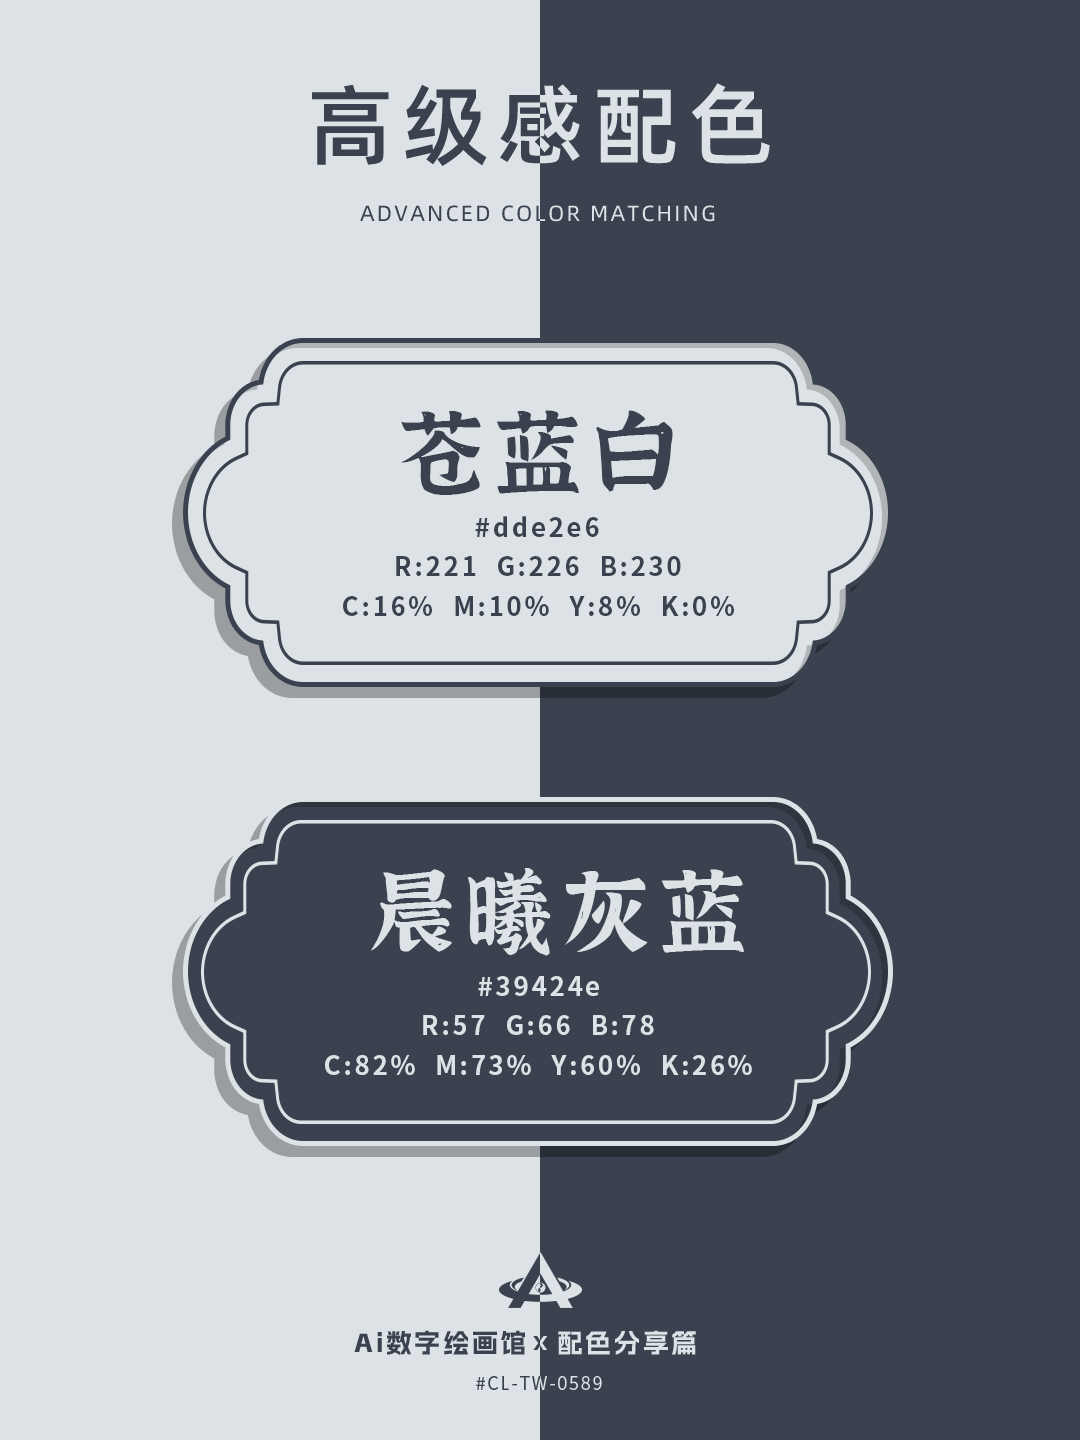 高级感配色
ADVANCED COLOR MATCHING
苍蓝白
#dde2e6
R:221 G:226 B:230
C:16% M:10% Y:8% K:0%
晨曦灰蓝
#39424e
R:57 G:66 B:78
C:82% M:73% Y:60% K:26%
Ai数字绘画馆 x 配色分享篇
#CL-TW-0589